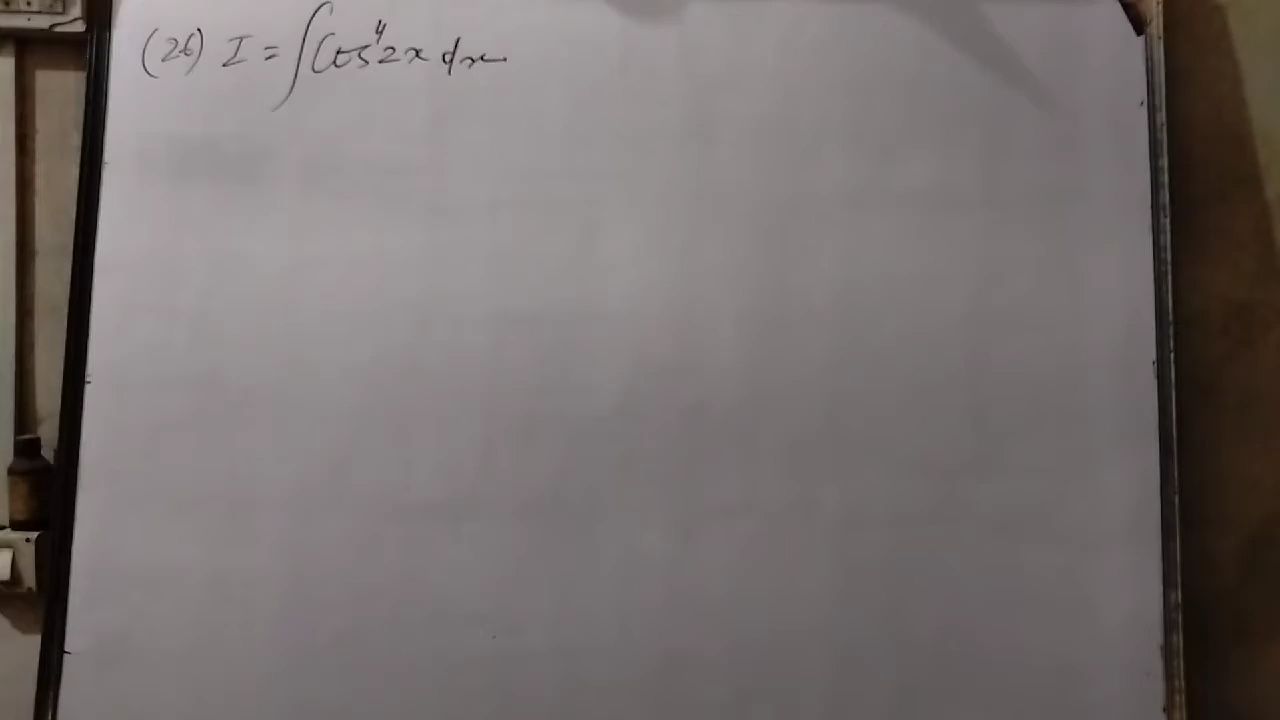 (26) I = ∫Cos⁴2x dx